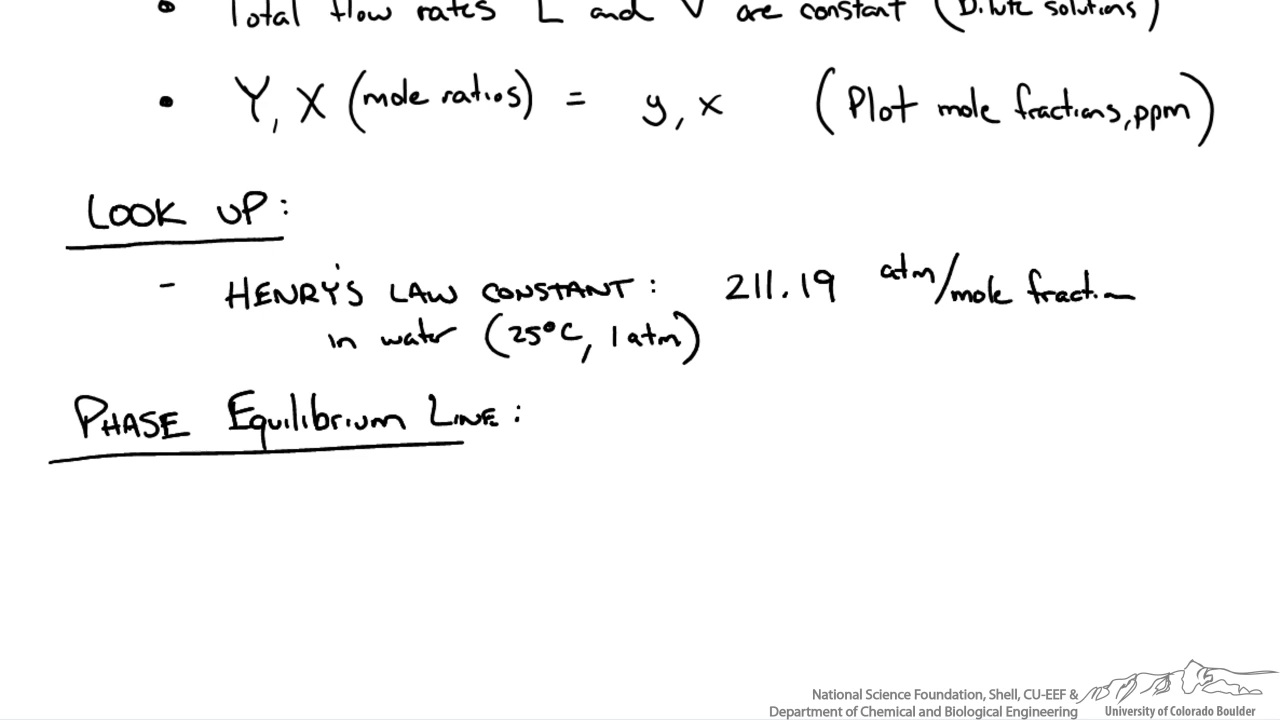 • Total flow rates L and V are constant (Dilute solutions)
• Y, X (mole ratios) = y, x (Plot mole fractions, ppm)
LOOK UP:
- HENRY'S LAW CONSTANT: 211.19 atm/mole fraction
in water (25°C, 1 atm)
PHASE Equilibrium LINE:
National Science Foundation, Shell, CU-EEF &
Department of Chemical and Biological Engineering
University of Colorado Boulder